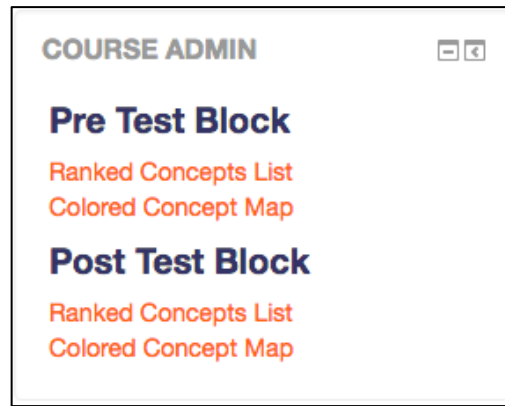 COURSE ADMIN
Pre Test Block
Ranked Concepts List
Colored Concept Map
Post Test Block
Ranked Concepts List
Colored Concept Map